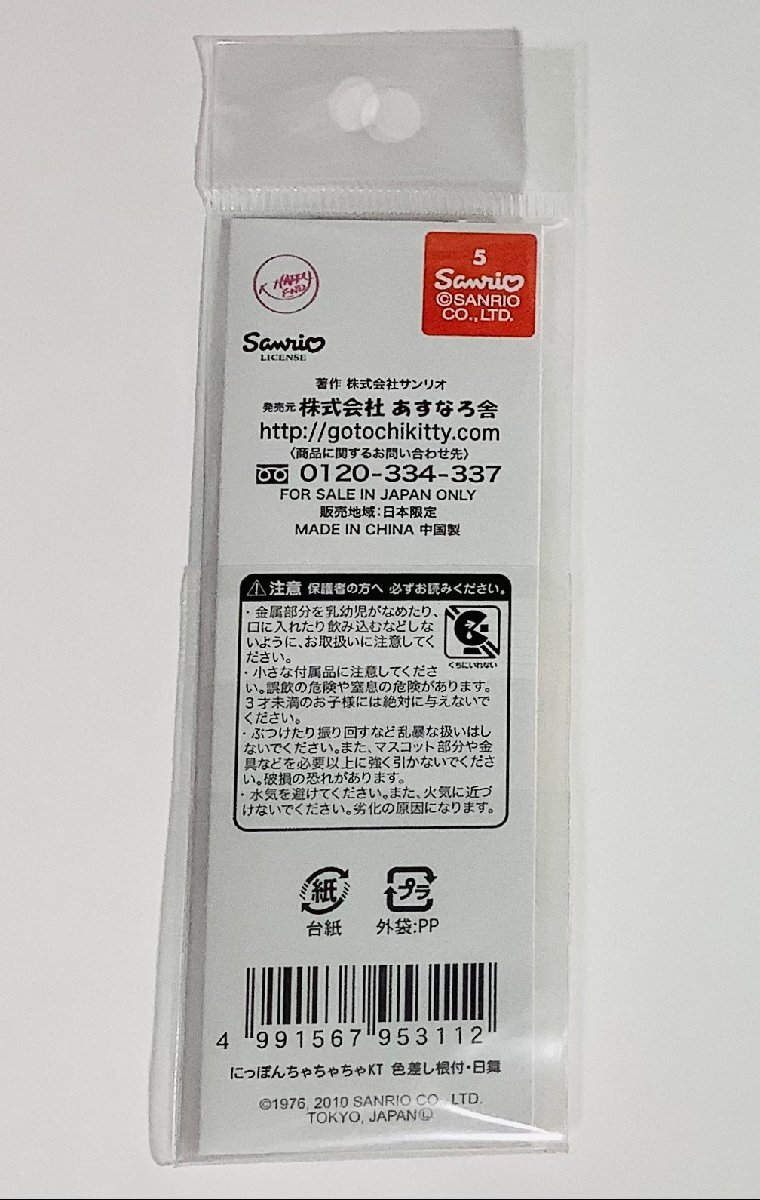 HAPPY
END
5
Sanrio
©SANRIO
CO.,LTD.
Sanrio
LICENSE
著作 株式会社サンリオ
発売元 株式会社 あすなろ舎
http://gotochikitty.com
〈商品に関するお問い合わせ先〉
0120-334-337
FOR SALE IN JAPAN ONLY
販売地域:日本限定
MADE IN CHINA 中国製
注意 保護者の方へ 必ずお読みください。
・金属部分を乳幼児がなめたり、
口に入れたり飲み込むなどしな
いように、お取扱いに注意してく
ださい。
くちにいれない
・小さな付属品に注意してくださ
い。誤飲の危険や窒息の危険があります。
3才未満のお子様には絶対に与えないで
ください。
・ぶつけたり振り回すなど乱暴な扱いはし
ないでください。また、マスコット部分や金
具などを必要以上に強く引かないでくださ
い。破損の恐れがあります。
・水気を避けてください。また、火気に近づ
けないでください。劣化の原因になります。
紙
台紙
プラ
外袋:PP
4 991567 953112
にっぽんちゃちゃちゃKT 色差し根付・日舞
©1976, 2010 SANRIO CO., LTD.
TOKYO, JAPAN Ⓛ